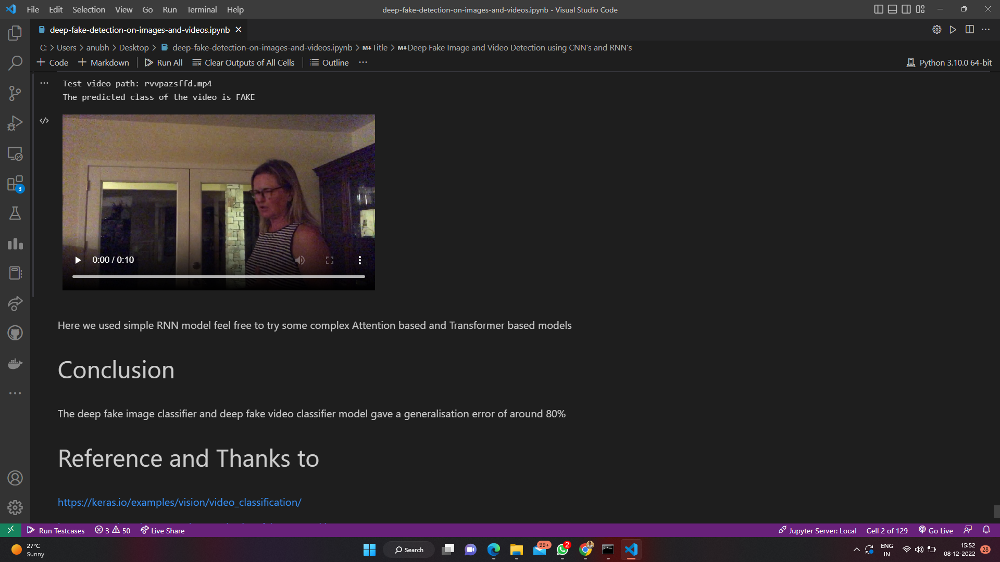 File Edit Selection View Go Run Terminal Help
deep-fake-detection-on-images-and-videos.ipynb - Visual Studio Code
deep-fake-detection-on-images-and-videos.ipynb
C: > Users > anubh > Desktop > deep-fake-detection-on-images-and-videos.ipynb > M↓Title > M↓Deep Fake Image and Video Detection using CNN's and RNN's
+ Code + Markdown Run All Clear Outputs of All Cells Outline ...
Python 3.10.0 64-bit
Test video path: rvvpazsffd.mp4
The predicted class of the video is FAKE
0:00 / 0:10
3
Here we used simple RNN model feel free to try some complex Attention based and Transformer based models
Conclusion
The deep fake image classifier and deep fake video classifier model gave a generalisation error of around 80%
Reference and Thanks to
https://keras.io/examples/vision/video_classification/
Run Testcases 3 50 Live Share
Jupyter Server: Local Cell 2 of 129 Go Live
27°C
Sunny
Search
99+
2
ENG
IN
15:52
08-12-2022
28